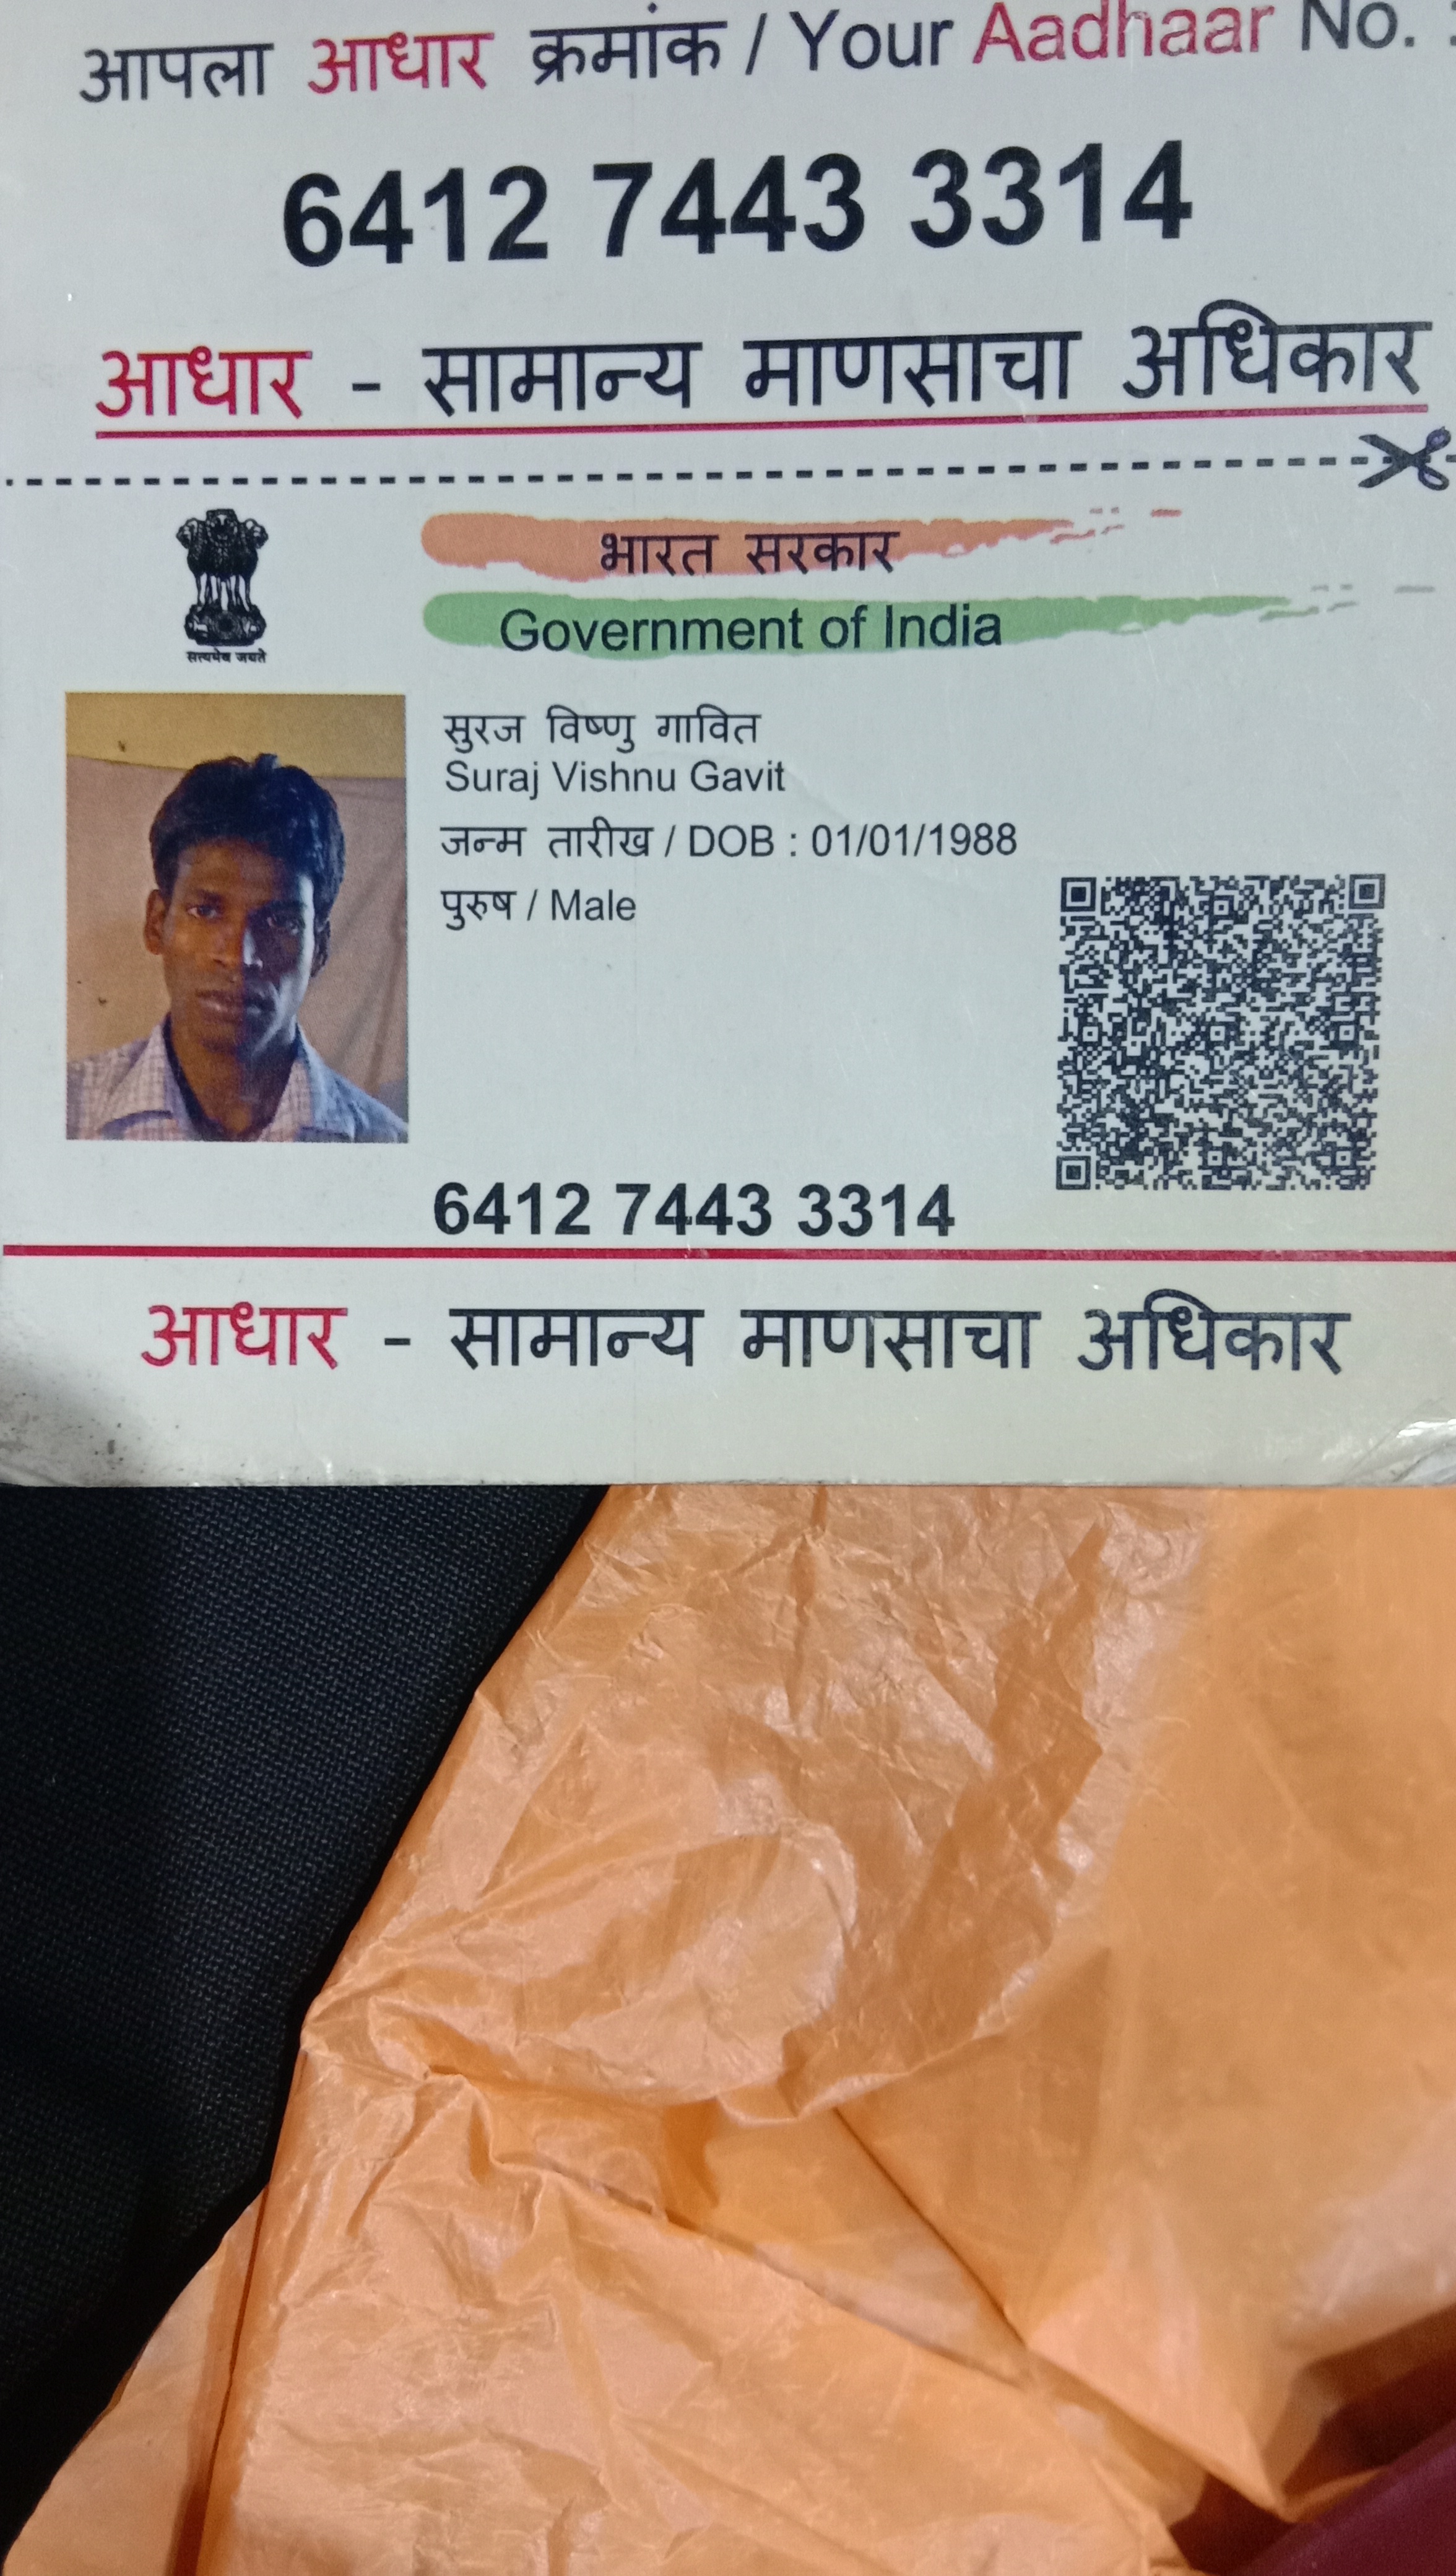 आपला आधार क्रमांक / Your Aadhaar No. :
6412 7443 3314
आधार - सामान्य माणसाचा अधिकार
सत्यमेव जयते
भारत सरकार
Government of India
सुरज विष्णु गावित
Suraj Vishnu Gavit
जन्म तारीख / DOB : 01/01/1988
पुरुष / Male
6412 7443 3314
आधार - सामान्य माणसाचा अधिकार